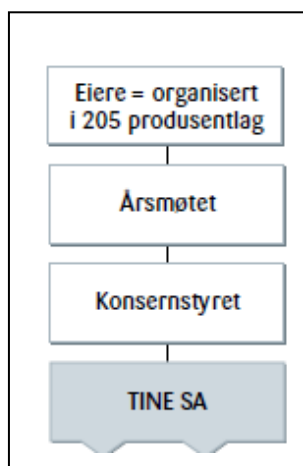 Eiere = organisert
i 205 produsentlag
Årsmøtet
Konsernstyret
TINE SA